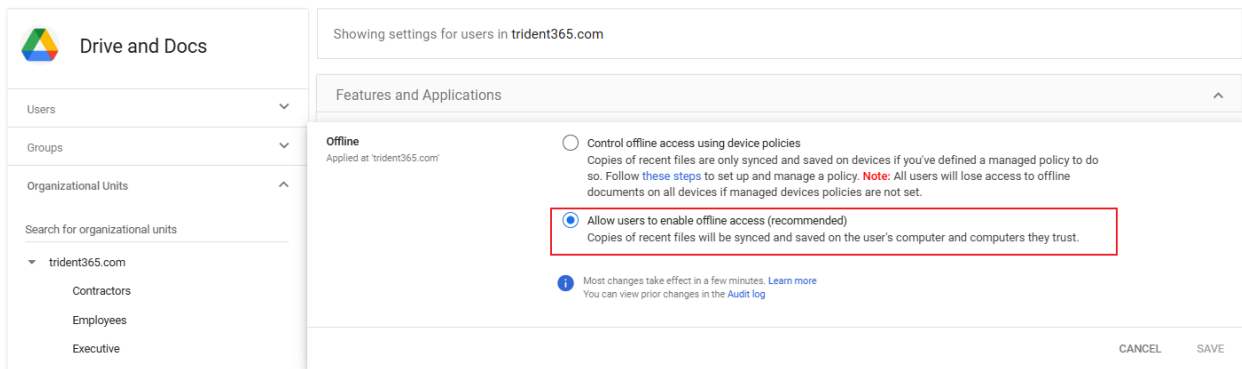 Drive and Docs
Users
Groups
Organizational Units
Search for organizational units
trident365.com
Contractors
Employees
Executive
Showing settings for users in trident365.com
Features and Applications
Offline
Applied at 'trident365.com'
Control offline access using device policies
Copies of recent files are only synced and saved on devices if you've defined a managed policy to do
so. Follow these steps to set up and manage a policy. Note: All users will lose access to offline
documents on all devices if managed devices policies are not set.
Allow users to enable offline access (recommended)
Copies of recent files will be synced and saved on the user's computer and computers they trust.
Most changes take effect in a few minutes. Learn more
You can view prior changes in the Audit log
CANCEL
SAVE